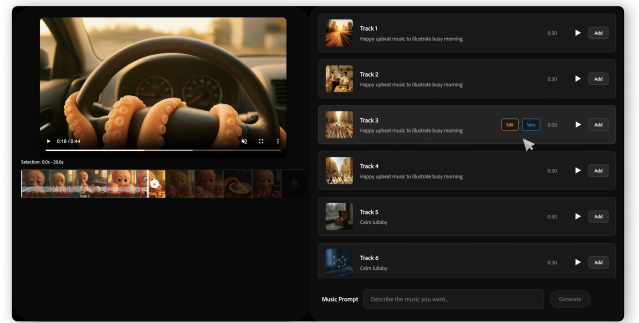 0:18 / 0:44
Selection: 0.0s - 20.0s
Track 3
Track 1
Happy upbeat music to illustrate busy morning
0:30
Add
Track 2
Happy upbeat music to illustrate busy morning
0:30
Add
Track 3
Happy upbeat music to illustrate busy morning
Edit
Vary
0:30
Add
Track 4
Happy upbeat music to illustrate busy morning
0:30
Add
Track 5
Calm lullaby
0:30
Add
Track 6
Calm lullaby
0:30
Add
Music Prompt
Describe the music you want...
Generate